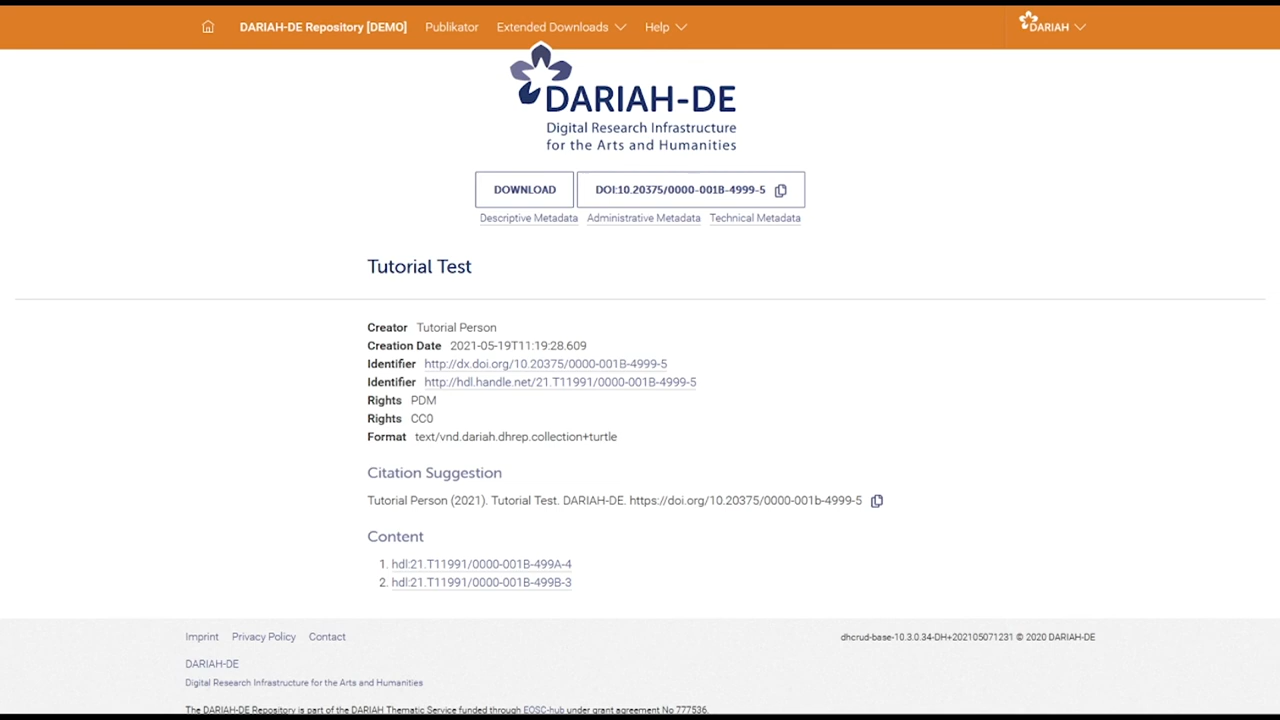 DARIAH-DE Repository [DEMO] Publikator Extended Downloads Help DARIAH
DARIAH-DE
Digital Research Infrastructure
for the Arts and Humanities
DOWNLOAD DOI:10.20375/0000-001B-4999-5
Descriptive Metadata Administrative Metadata Technical Metadata
Tutorial Test
Creator Tutorial Person
Creation Date 2021-05-19T11:19:28.609
Identifier http://dx.doi.org/10.20375/0000-001B-4999-5
Identifier http://hdl.handle.net/21.T11991/0000-001B-4999-5
Rights PDM
Rights CC0
Format text/vnd.dariah.dhrep.collection+turtle
Citation Suggestion
Tutorial Person (2021). Tutorial Test. DARIAH-DE. https://doi.org/10.20375/0000-001b-4999-5
Content
1. hdl:21.T11991/0000-001B-499A-4
2. hdl:21.T11991/0000-001B-499B-3
Imprint Privacy Policy Contact dhcrud-base-10.3.0.34-DH+202105071231 © 2020 DARIAH-DE
DARIAH-DE
Digital Research Infrastructure for the Arts and Humanities
The DARIAH-DE Repository is part of the DARIAH Thematic Service funded through EOSC-hub under grant agreement No 777536.